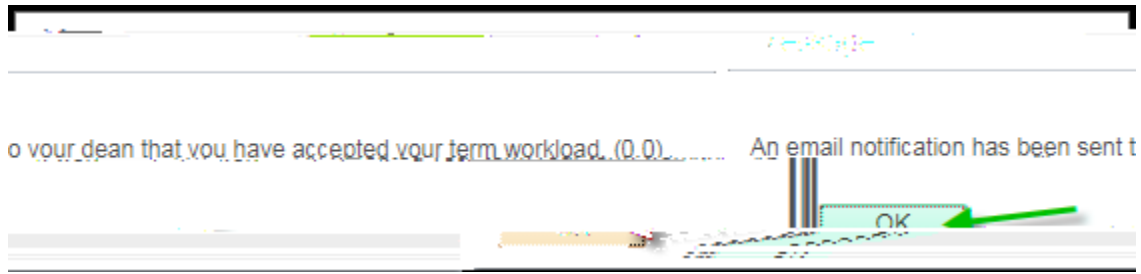 o your dean that you have accepted your term workload. (0,0)
An email notification has been sent t
OK